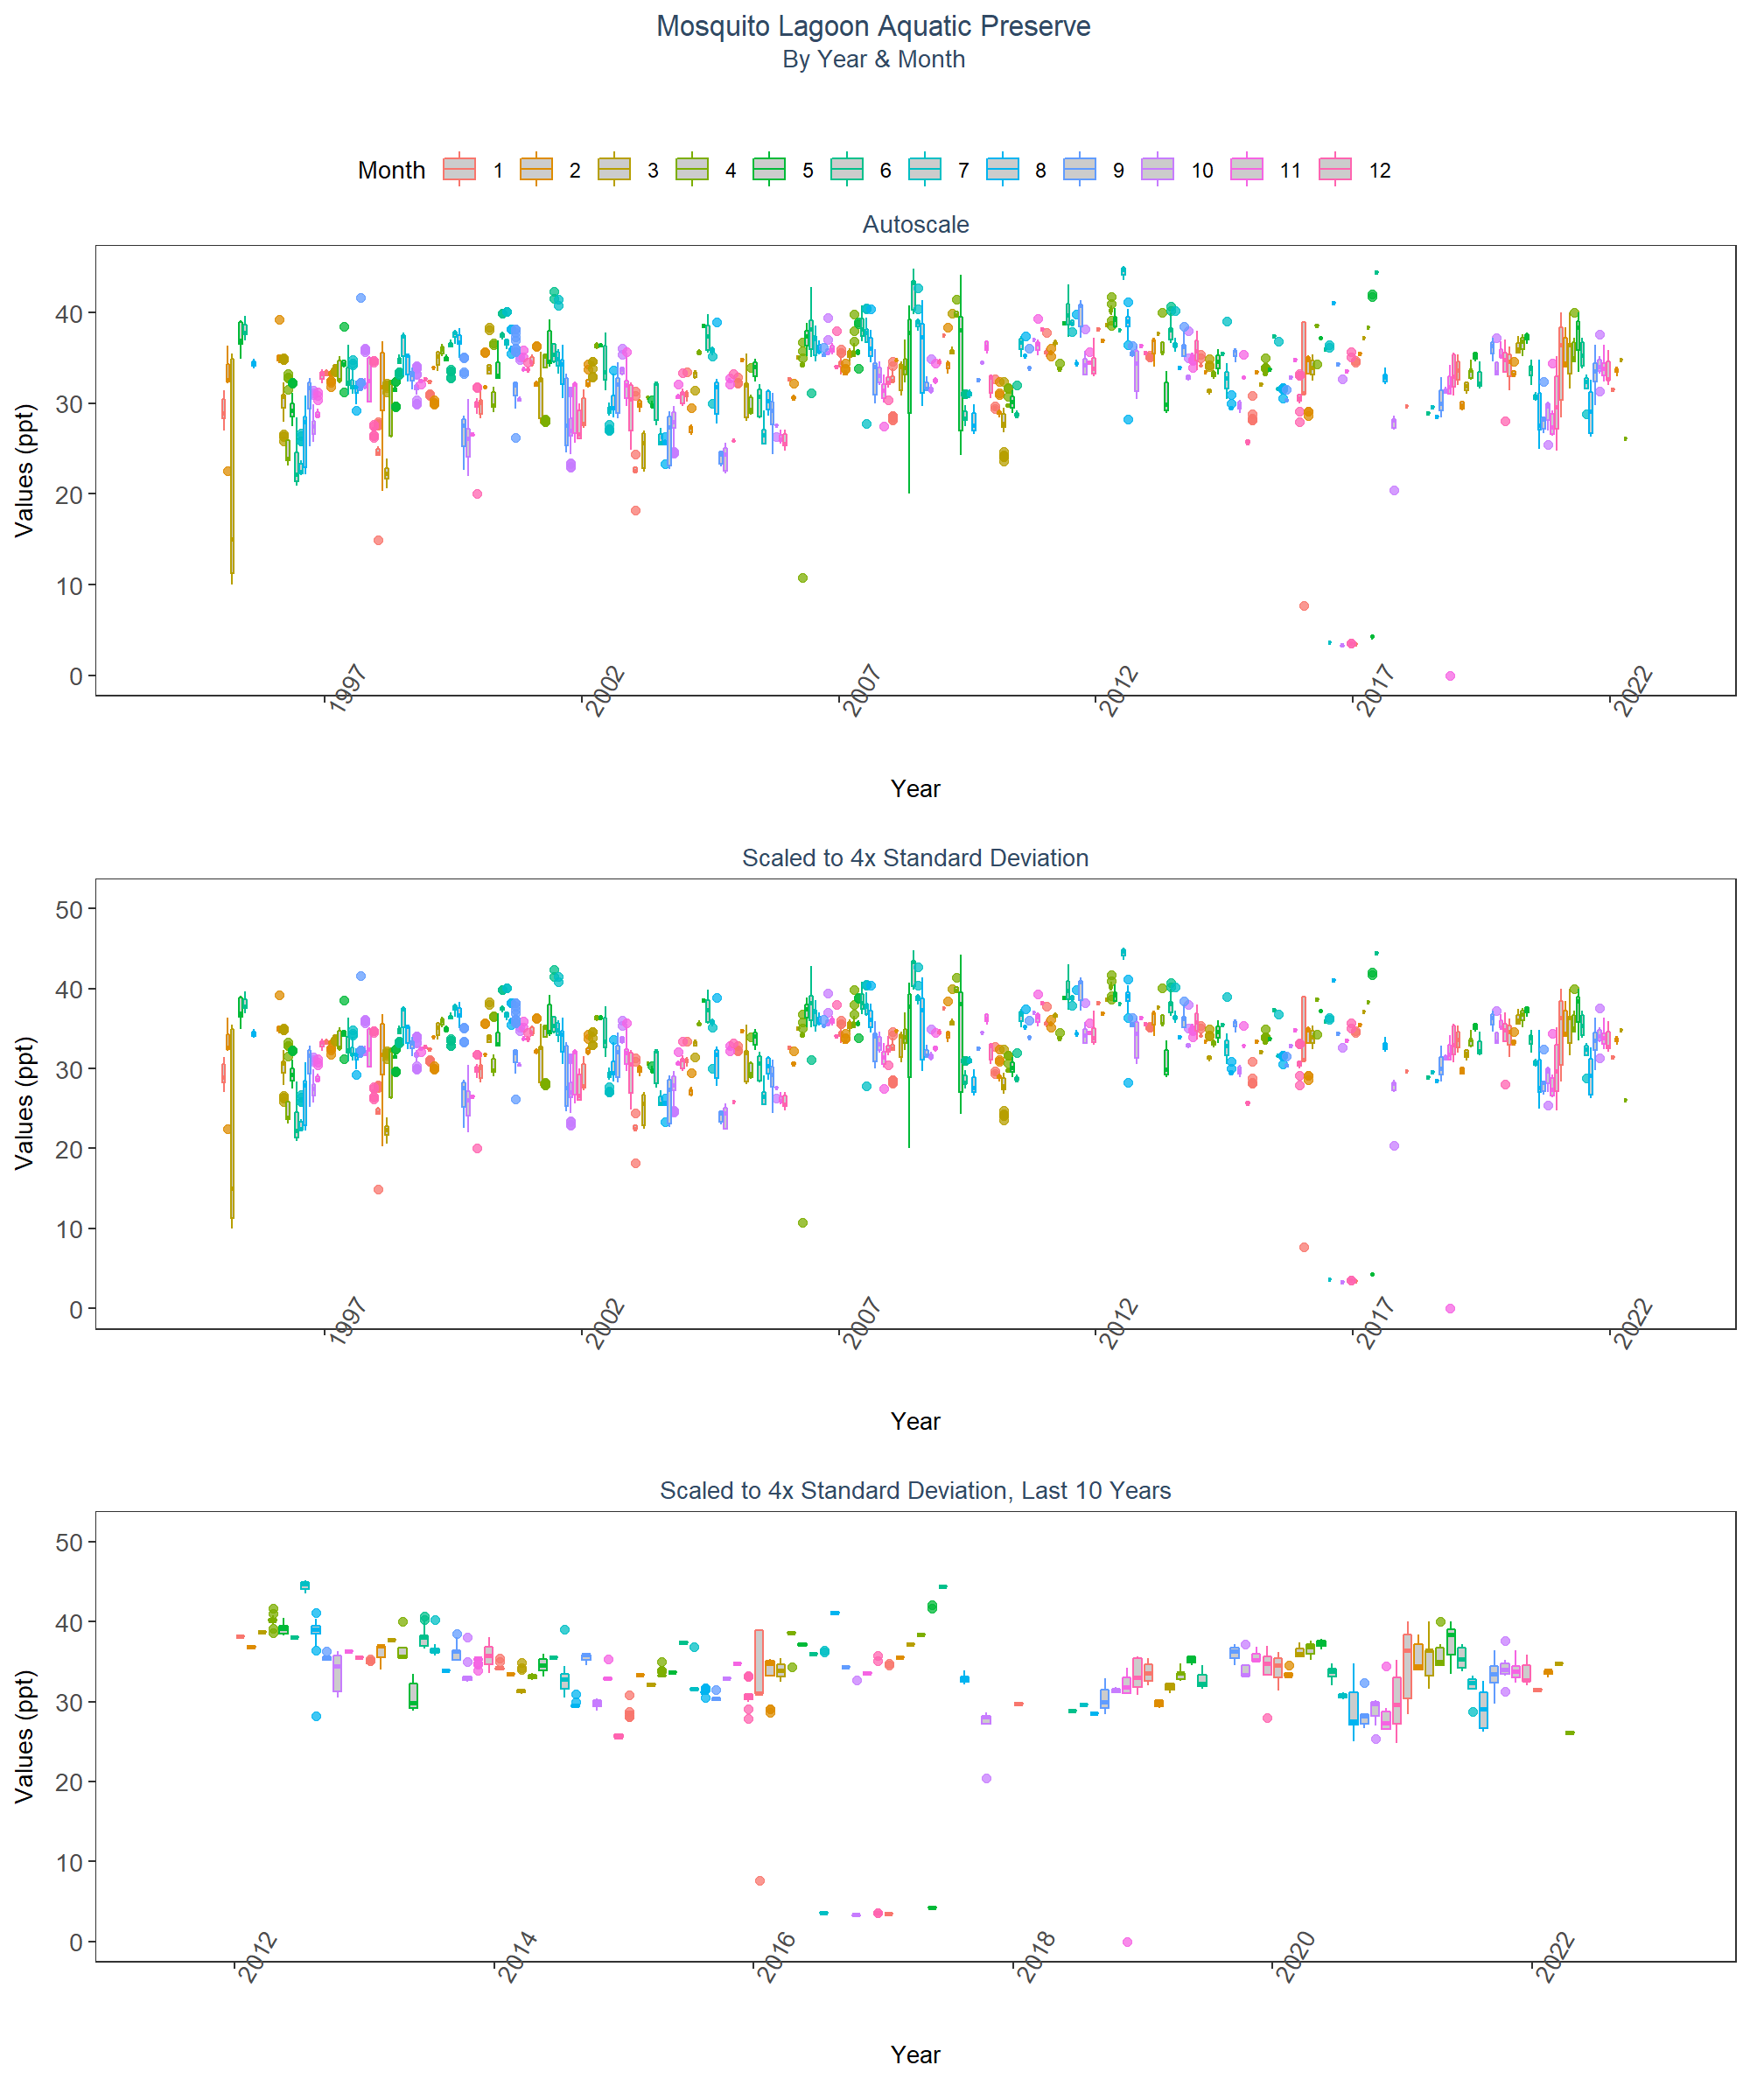 Mosquito Lagoon Aquatic Preserve
By Year & Month
Month 1 2 3 4 5 6 7 8 9 10 11 12
Autoscale
Values (ppt)
40
30
20
10
0
1997 2002 2007 2012 2017 2022
Year
Scaled to 4x Standard Deviation
Values (ppt)
50
40
30
20
10
0
1997 2002 2007 2012 2017 2022
Year
Scaled to 4x Standard Deviation, Last 10 Years
Values (ppt)
50
40
30
20
10
0
2012 2014 2016 2018 2020 2022
Year